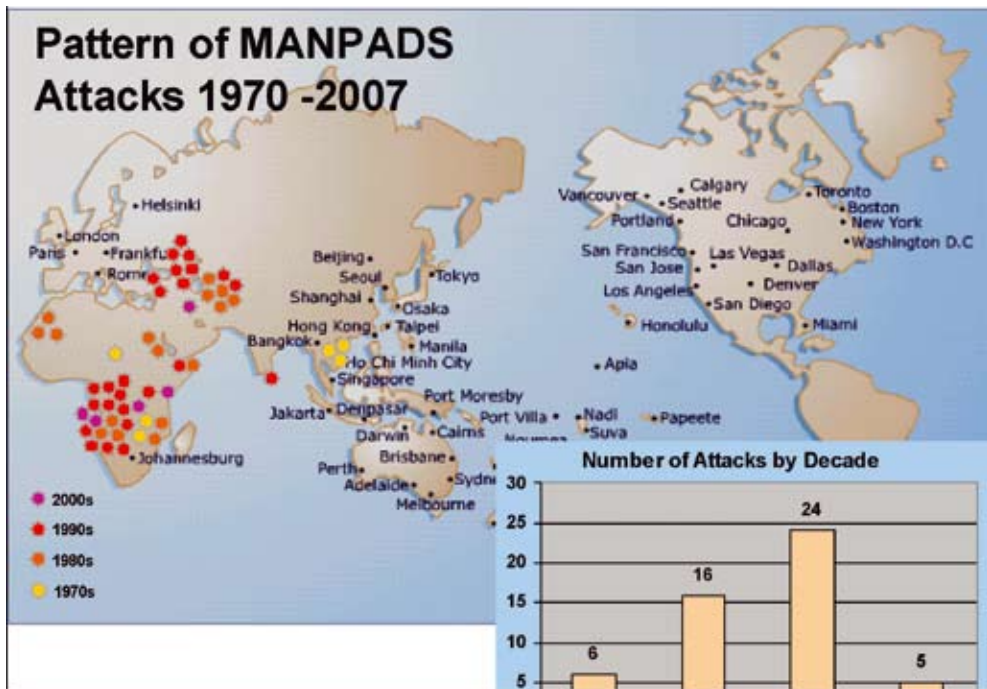 Pattern of MANPADS
Attacks 1970 -2007
Helsinki
London
Paris
Frankfu
Rome
Beijing
Seoul
Tokyo
Shanghai
Osaka
Hong Kong
Taipei
Bangkok
Manila
Ho Chi Minh City
Singapore
Jakarta
Denpasar
Port Moresby
Darwin
Cairns
Port Villa
Nadi
Suva
Papeete
Noumea
Brisbane
Perth
Adelaide
Sydne
Melbourne
Johannesburg
Vancouver
Calgary
Seattle
Portland
Chicago
Toronto
Boston
New York
Washington D.C
San Francisco
Las Vegas
San Jose
Dallas
Los Angeles
Denver
San Diego
Honolulu
Miami
Apia
2000s
1990s
1980s
1970s
Number of Attacks by Decade
30
25
20
15
10
5
6
16
24
5